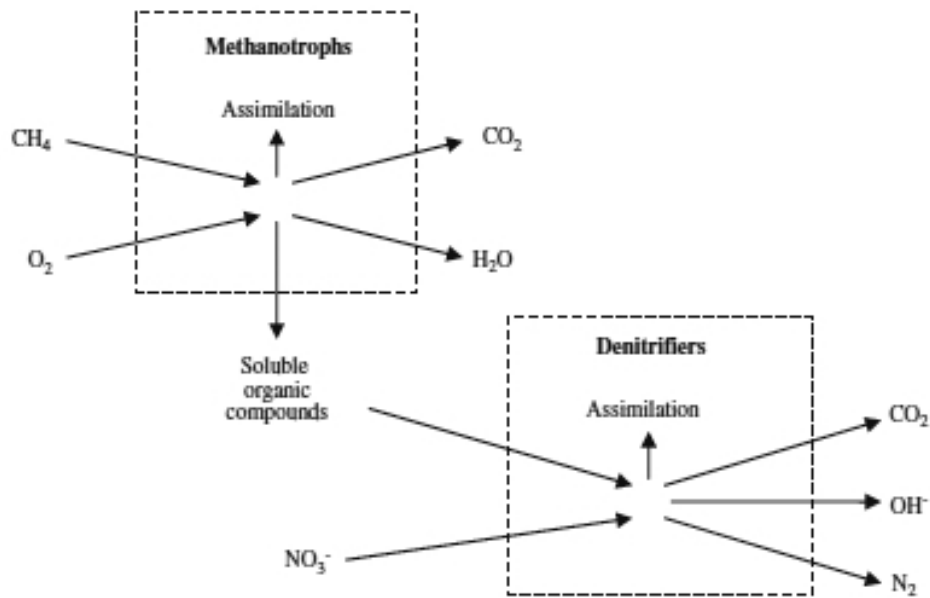 Methanotrophs
Assimilation
CH₄
CO₂
O₂
H₂O
Soluble
organic
compounds
Denitrifiers
Assimilation
CO₂
OH⁻
NO₃⁻
N₂